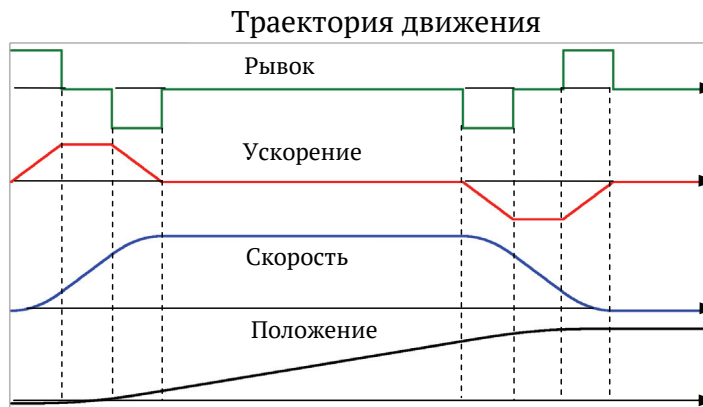 Траектория движения
Рывок
Ускорение
Скорость
Положение